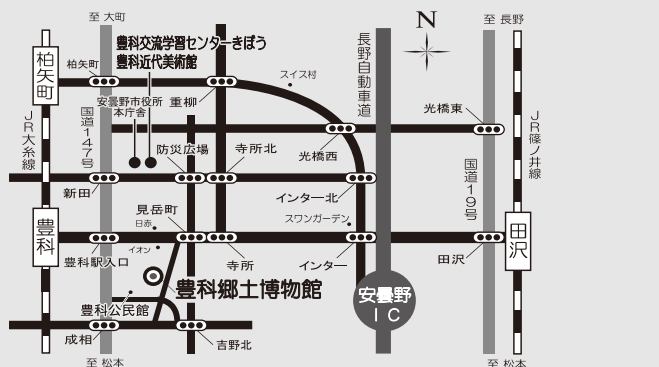 至 大町
豊科交流学習センターきぼう
豊科近代美術館
長野自動車道
N
至 長野
柏矢町
柏矢町
スイス村
安曇野市役所
本庁舎
重柳
光橋東
JR大糸線
国道147号
JR篠ノ井線
防災広場
寺所北
光橋西
国道19号
新田
インター北
見岳町
日赤
スワンガーデン
豊科
田沢
イオン
豊科駅入口
寺所
インター
田沢
豊科郷土博物館
安曇野
IC
豊科公民館
成相
吉野北
至 松本
至 松本